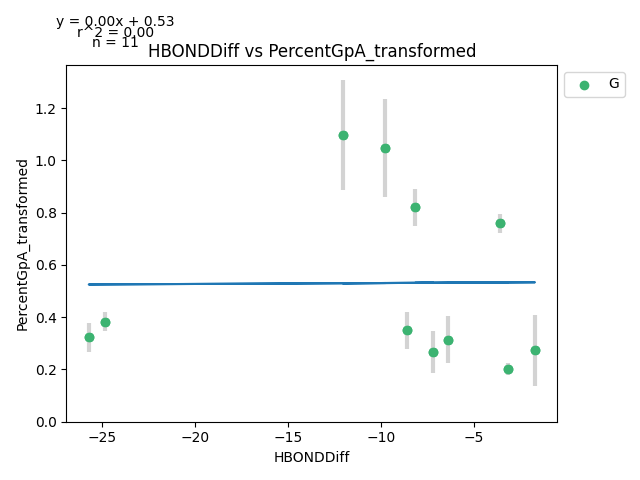 y = 0.00x + 0.53
r^2 = 0.00
n = 11
HBONDDiff vs PercentGpA_transformed
G
PercentGpA_transformed
1.2
1.0
0.8
0.6
0.4
0.2
0.0
−25
−20
−15
−10
−5
HBONDDiff